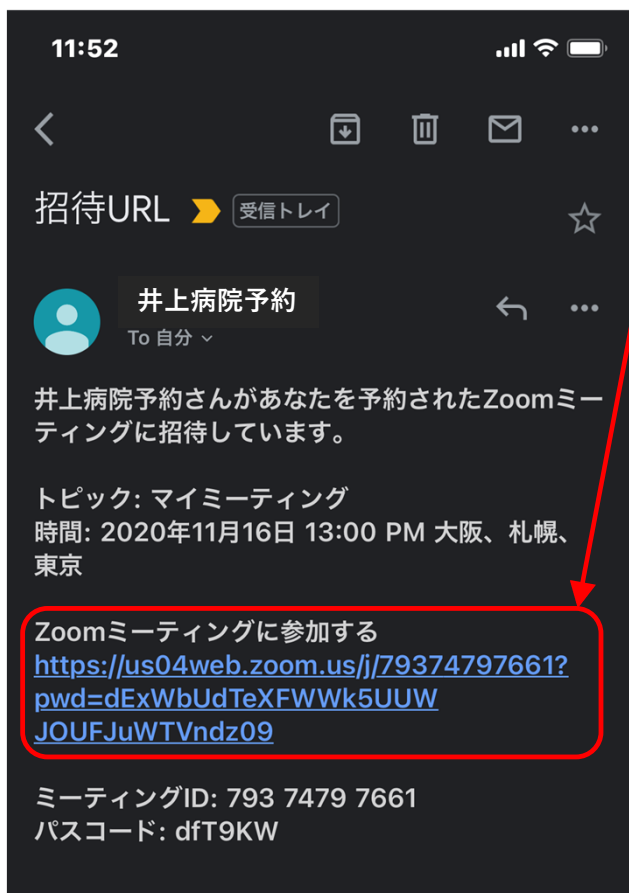 11:52
招待URL 受信トレイ
井上病院予約
To 自分
井上病院予約さんがあなたを予約されたZoomミー
ティングに招待しています。
トピック: マイミーティング
時間: 2020年11月16日 13:00 PM 大阪、札幌、
東京
Zoomミーティングに参加する
https://us04web.zoom.us/j/79374797661?
pwd=dExWbUdTeXFWWk5UUW
JOUFJuWTVndz09
ミーティングID: 793 7479 7661
パスコード: dfT9KW